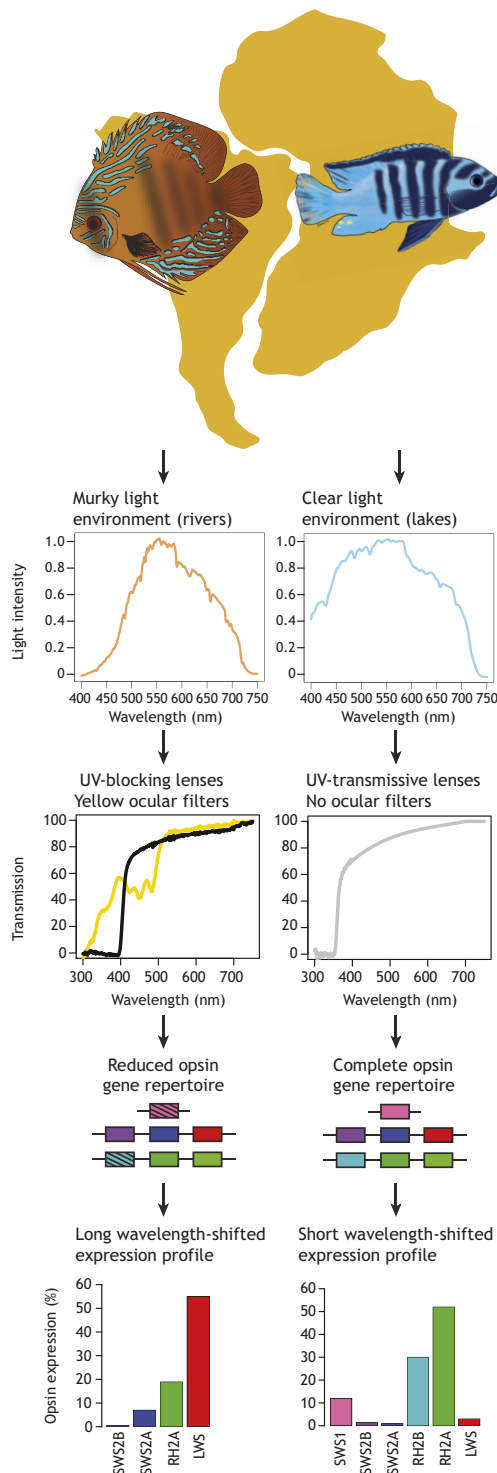 Murky light
environment (rivers)
Clear light
environment (lakes)
Light intensity
1.0
0.8
0.6
0.4
0.2
0
400 450 500 550 600 650 700 750
Wavelength (nm)
1.0
0.8
0.6
0.4
0.2
0
400 450 500 550 600 650 700 750
Wavelength (nm)
UV-blocking lenses
Yellow ocular filters
UV-transmissive lenses
No ocular filters
Transmission
100
80
60
40
20
0
300 400 500 600 700
Wavelength (nm)
100
80
60
40
20
0
300 400 500 600 700
Wavelength (nm)
Reduced opsin
gene repertoire
Complete opsin
gene repertoire
Long wavelength-shifted
expression profile
Short wavelength-shifted
expression profile
Opsin expression (%)
60
50
40
30
20
10
0
SWS2B
SWS2A
RH2A
LWS
60
50
40
30
20
10
0
SWS1
SWS2B
SWS2A
RH2B
RH2A
LWS